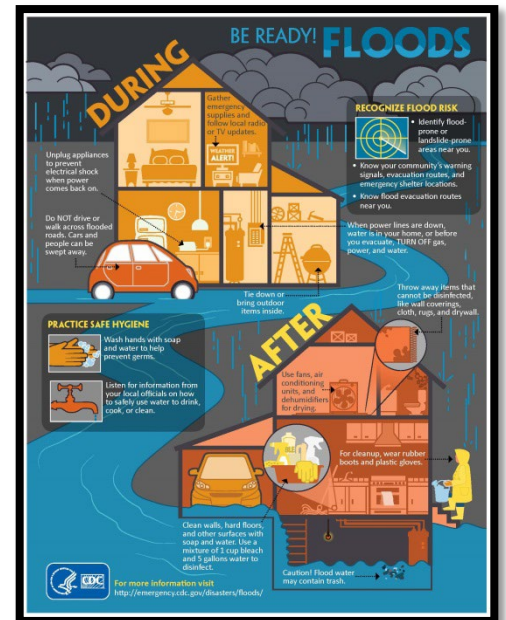 BE READY! FLOODS
DURING
Gather
emergency
supplies and
follow local radio
or TV updates.
WEATHER
ALERT!
Unplug appliances
to prevent
electrical shock
when power
comes back on.
Do NOT drive or
walk across flooded
roads. Cars and
people can be
swept away.
RECOGNIZE FLOOD RISK
• Identify flood-
prone or
landslide-prone
areas near you.
• Know your community's warning
signals, evacuation routes, and
emergency shelter locations.
• Know flood evacuation routes
near you.
When power lines are down,
water is in your home, or before
you evacuate, TURN OFF gas,
power, and water.
Tie down or
bring outdoor
items inside.
PRACTICE SAFE HYGIENE
Wash hands with soap
and water to help
prevent germs.
Listen for information from
your local officials on how
to safely use water to drink,
cook, or clean.
AFTER
Throw away items that
cannot be disinfected,
like wall coverings,
cloth, rugs, and drywall.
Use fans, air
conditioning
units, and
dehumidifiers
for drying.
For cleanup, wear rubber
boots and plastic gloves.
Clean walls, hard floors,
and other surfaces with
soap and water. Use a
mixture of 1 cup bleach
and 5 gallons water to
disinfect.
Caution! Flood water
may contain trash.
CDC
For more information visit
http://emergency.cdc.gov/disasters/floods/